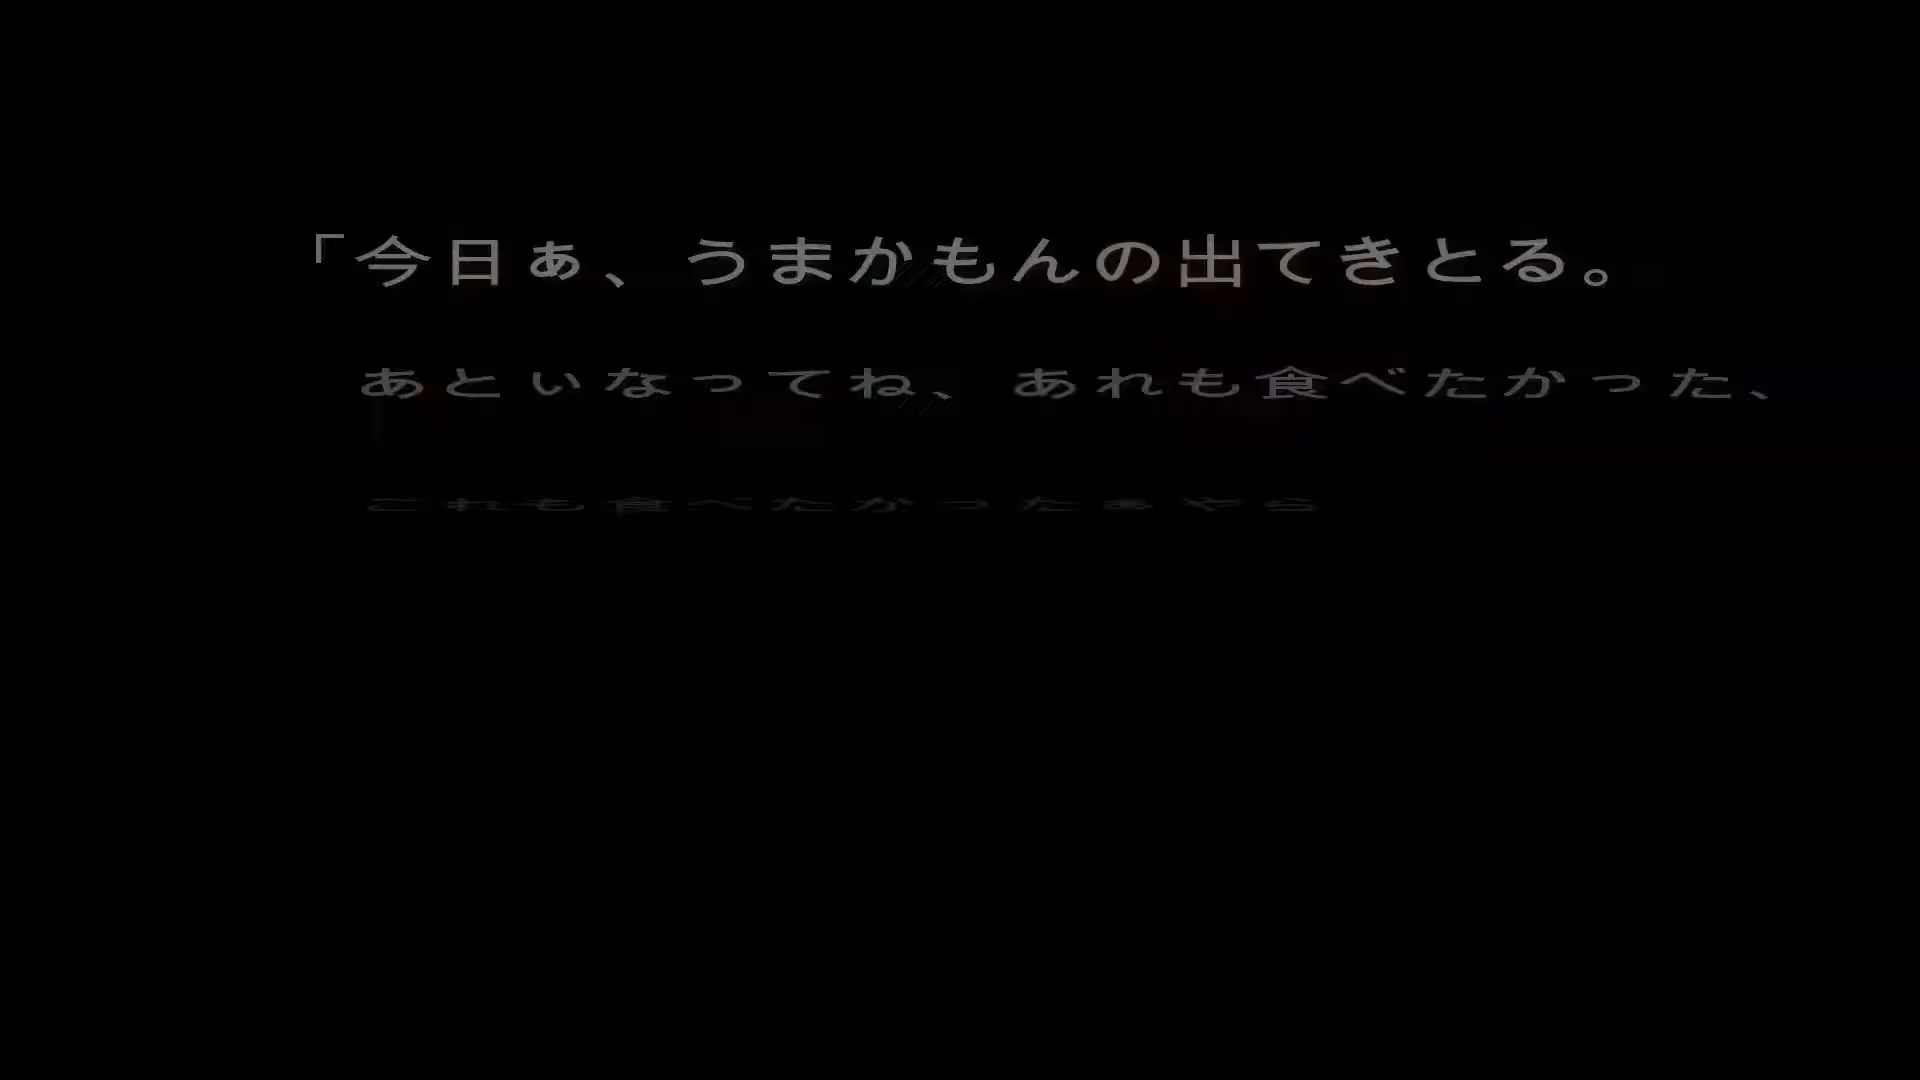 「今日ぁ、うまかもんの出てきとる。
あとぃなってね、あれも食べたかった、
これも食べたかったぁやら